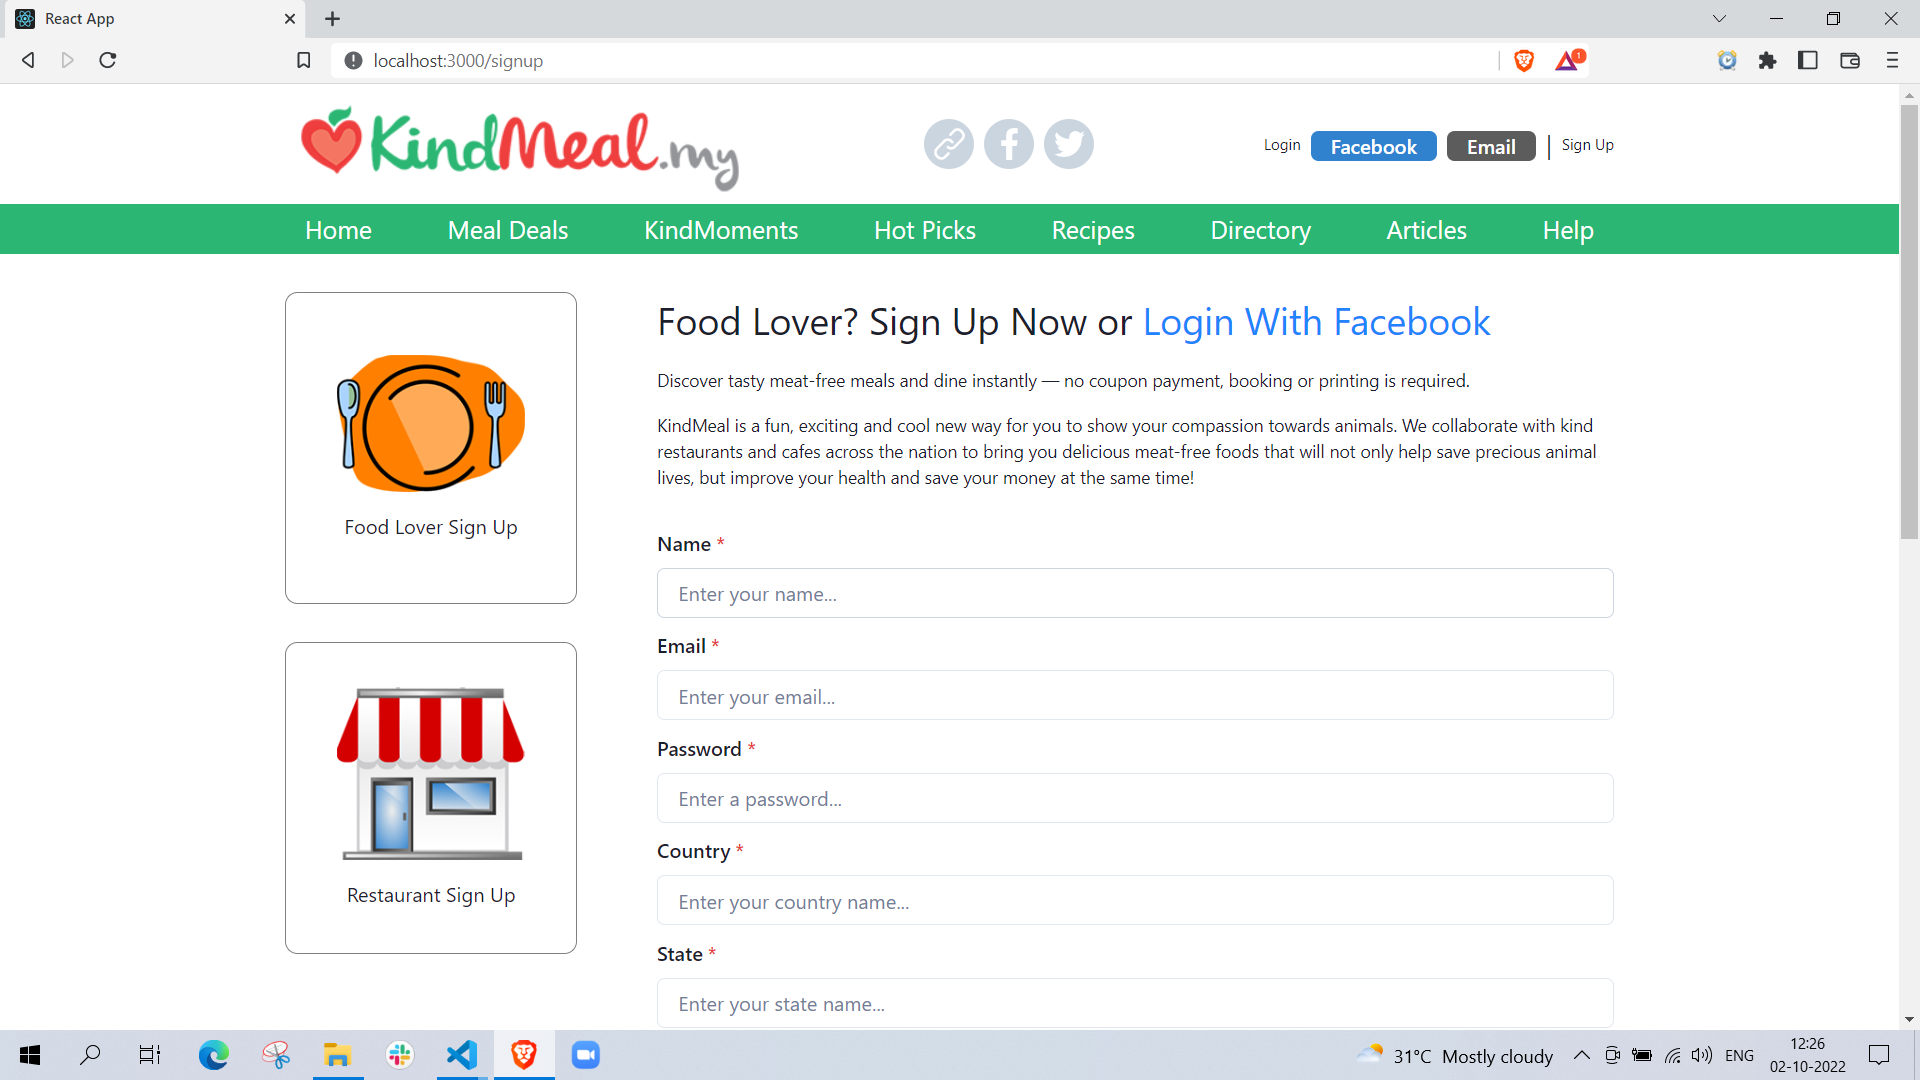 React App
localhost:3000/signup
1
KindMeal.my
Login
Facebook
Email
Sign Up
Home
Meal Deals
KindMoments
Hot Picks
Recipes
Directory
Articles
Help
Food Lover Sign Up
Restaurant Sign Up
Food Lover? Sign Up Now or Login With Facebook
Discover tasty meat-free meals and dine instantly — no coupon payment, booking or printing is required.
KindMeal is a fun, exciting and cool new way for you to show your compassion towards animals. We collaborate with kind
restaurants and cafes across the nation to bring you delicious meat-free foods that will not only help save precious animal
lives, but improve your health and save your money at the same time!
Name *
Enter your name...
Email *
Enter your email...
Password *
Enter a password...
Country *
Enter your country name...
State *
Enter your state name...
31°C Mostly cloudy
ENG
12:26
02-10-2022